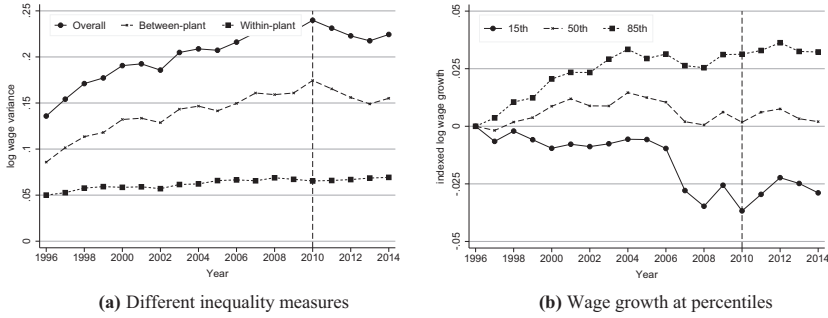 Overall Between-plant Within-plant
.25
.2
.15
.1
.05
0
log wage variance
1996 1998 2000 2002 2004 2006 2008 2010 2012 2014
Year
(a) Different inequality measures
15th 50th 85th
.05
.025
0
-.025
-.05
indexed log wage growth
1996 1998 2000 2002 2004 2006 2008 2010 2012 2014
Year
(b) Wage growth at percentiles